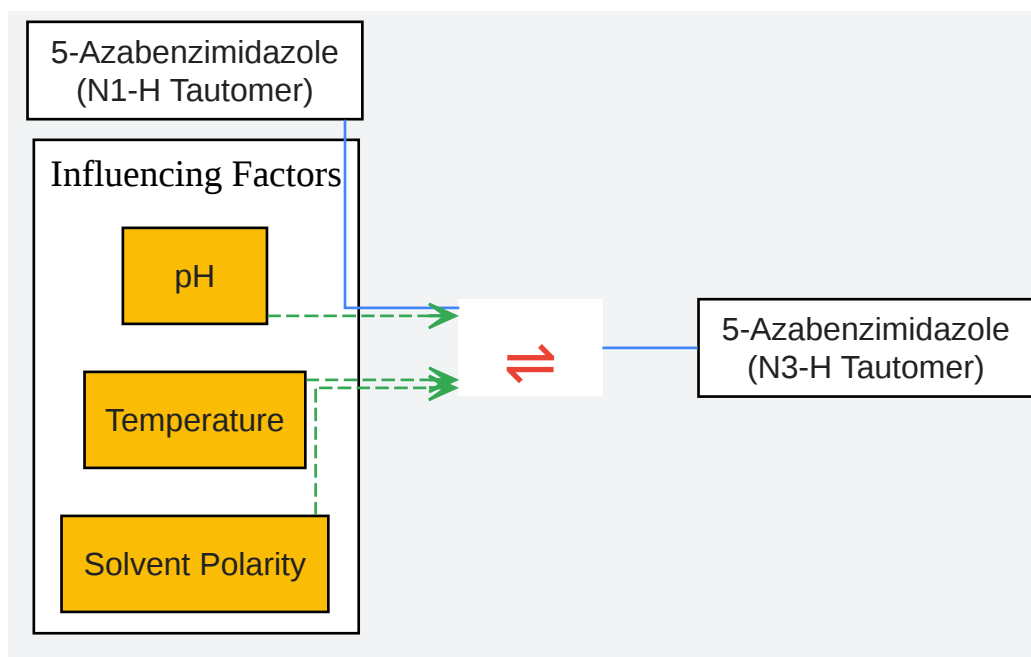 5-Azabenzimidazole
(N1-H Tautomer)
Influencing Factors
pH
Temperature
Solvent Polarity
⇌
5-Azabenzimidazole
(N3-H Tautomer)